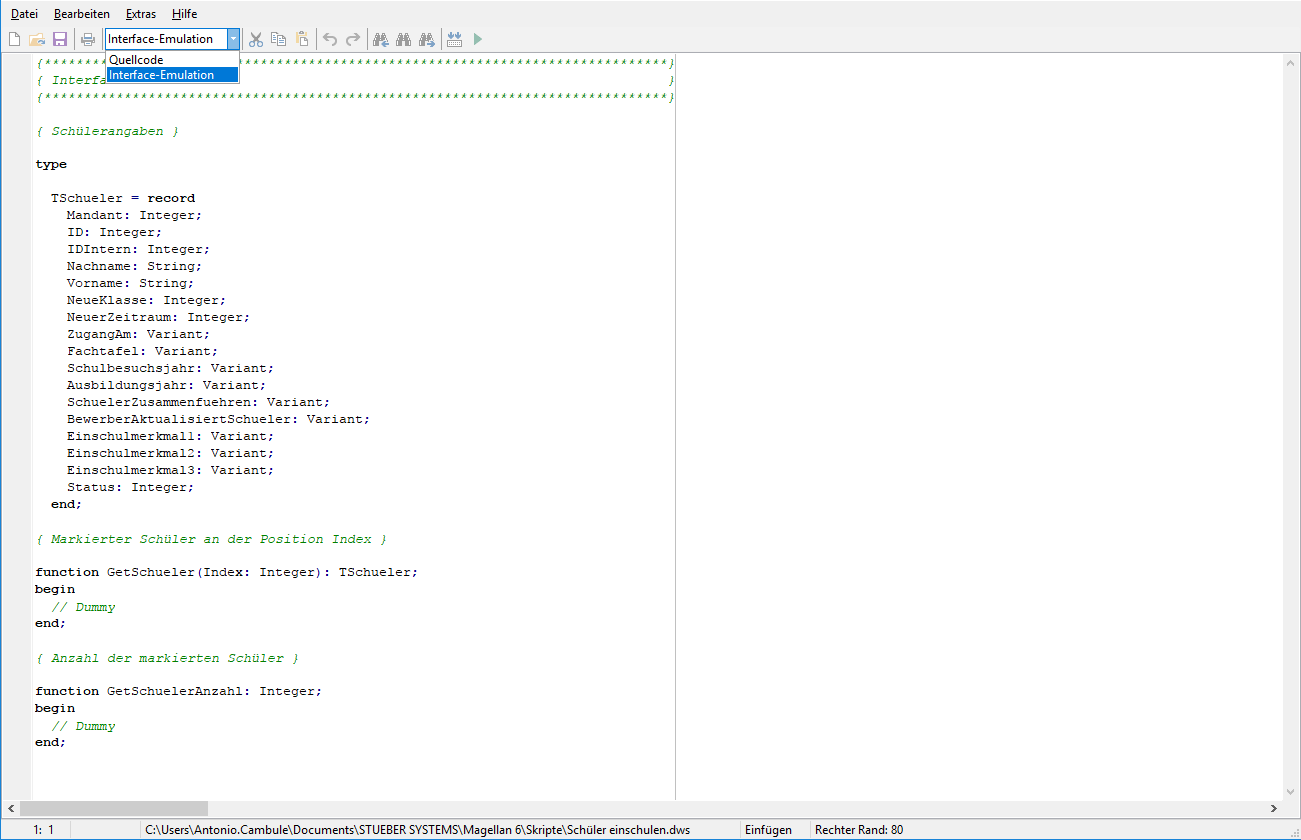 Datei Bearbeiten Extras Hilfe
Interface-Emulation
Quellcode
Interface-Emulation
{******************************************************************************}
{ Interfa }
{******************************************************************************}
{ Schülerangaben }
type
TSchueler = record
Mandant: Integer;
ID: Integer;
IDIntern: Integer;
Nachname: String;
Vorname: String;
NeueKlasse: Integer;
NeuerZeitraum: Integer;
ZugangAm: Variant;
Fachtafel: Variant;
Schulbesuchsjahr: Variant;
Ausbildungsjahr: Variant;
SchuelerZusammenfuehren: Variant;
BewerberAktualisiertSchueler: Variant;
Einschulmerkmal1: Variant;
Einschulmerkmal2: Variant;
Einschulmerkmal3: Variant;
Status: Integer;
end;
{ Markierter Schüler an der Position Index }
function GetSchueler(Index: Integer): TSchueler;
begin
// Dummy
end;
{ Anzahl der markierten Schüler }
function GetSchuelerAnzahl: Integer;
begin
// Dummy
end;
1: 1 C:\Users\Antonio.Cambule\Documents\STUEBER SYSTEMS\Magellan 6\Skripte\Schüler einschulen.dws Einfügen Rechter Rand: 80